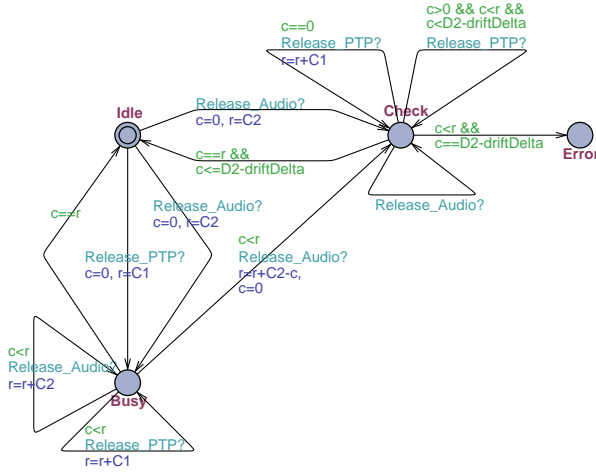 c>0 && c<r &&
c<D2-driftDelta
Release_PTP?
c==0
Release_PTP?
r=r+C1
Idle
Release_Audio?
c=0, r=C2
Check
c<r &&
c==D2-driftDelta
Error
c==r &&
c<=D2-driftDelta
Release_Audio?
c==r
Release_Audio?
c=0, r=C2
Release_PTP?
c=0, r=C1
c<r
Release_Audio?
r=r+C2-c,
c=0
c<r
Release_Audio?
r=r+C2
Busy
c<r
Release_PTP?
r=r+C1